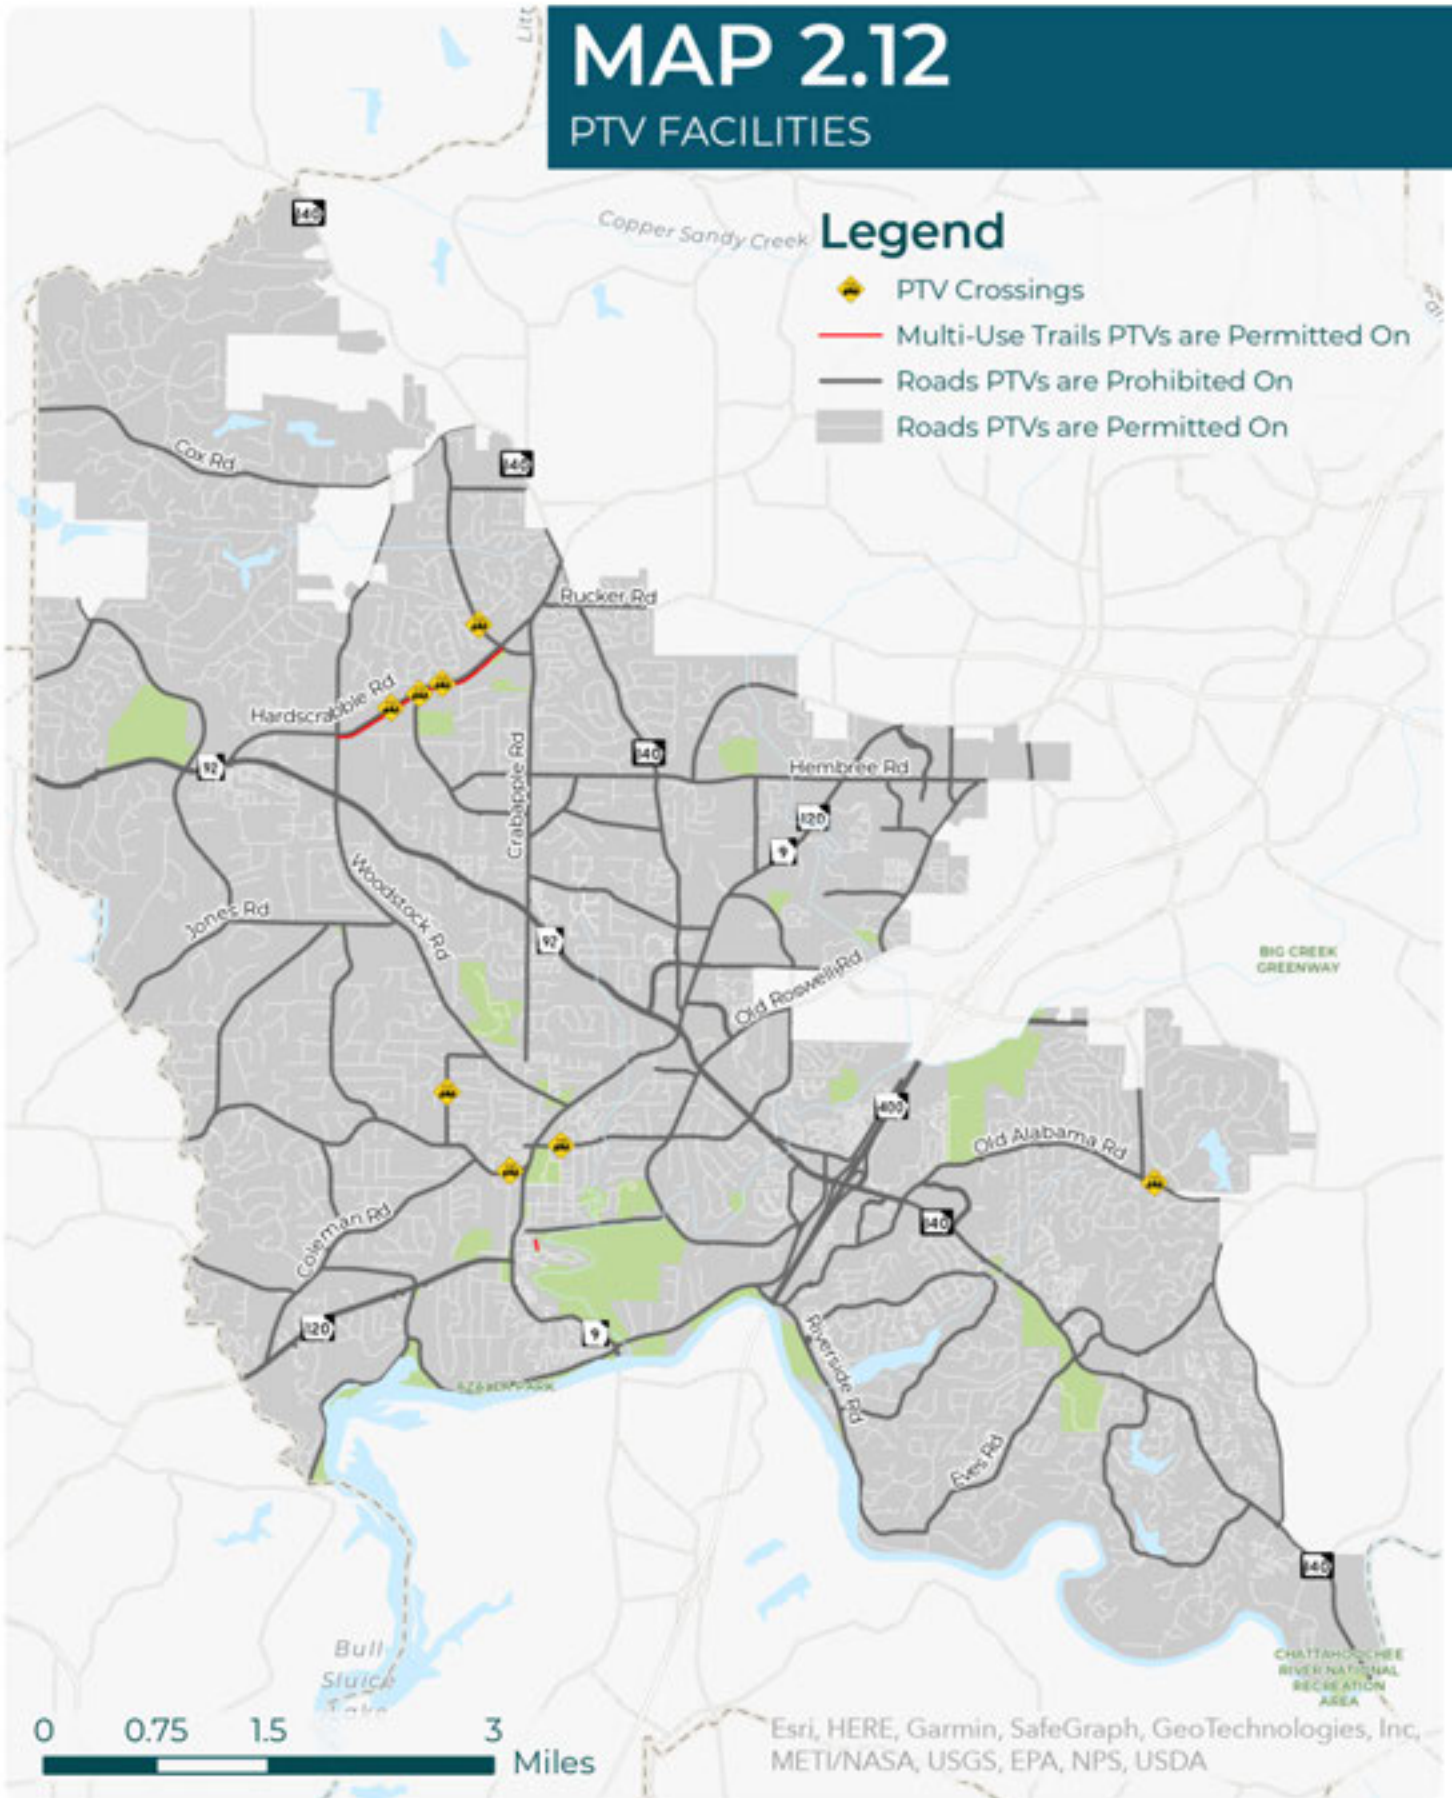 MAP 2.12
PTV FACILITIES
Copper Sandy Creek
Legend
PTV Crossings
Multi-Use Trails PTVs are Permitted On
Roads PTVs are Prohibited On
Roads PTVs are Permitted On
140
Cox Rd
140
Rucker Rd
Hardscrabble Rd
92
Crabapple Rd
140
Hembree Rd
120
9
Woodstock Rd
Jones Rd
92
Old Roswell Rd
BIG CREEK
GREENWAY
400
Old Alabama Rd
Coleman Rd
140
120
9
Riverside Rd
PARK
Eves Rd
140
CHATTAHOOCHEE
RIVER NATIONAL
RECREATION
AREA
Bull
Sluice
Lake
0 0.75 1.5 3
Miles
Esri, HERE, Garmin, SafeGraph, GeoTechnologies, Inc,
METI/NASA, USGS, EPA, NPS, USDA